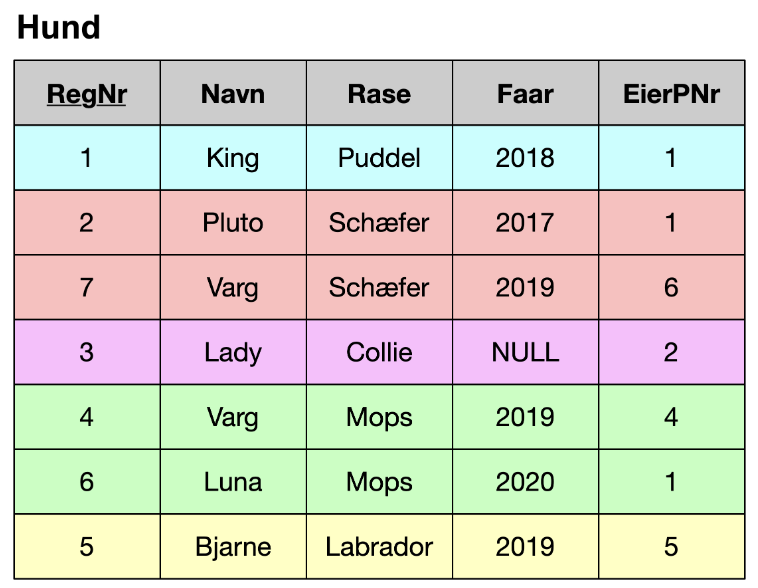 Hund
RegNr Navn Rase Faar EierPNr
1 King Puddel 2018 1
2 Pluto Schæfer 2017 1
7 Varg Schæfer 2019 6
3 Lady Collie NULL 2
4 Varg Mops 2019 4
6 Luna Mops 2020 1
5 Bjarne Labrador 2019 5